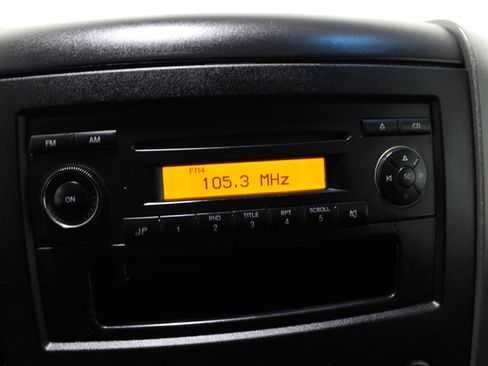 FM AM
CD
FM4
105.3 MHz
ON
SC
RND TITLE RPT SCROLL
1 2 3 4 5